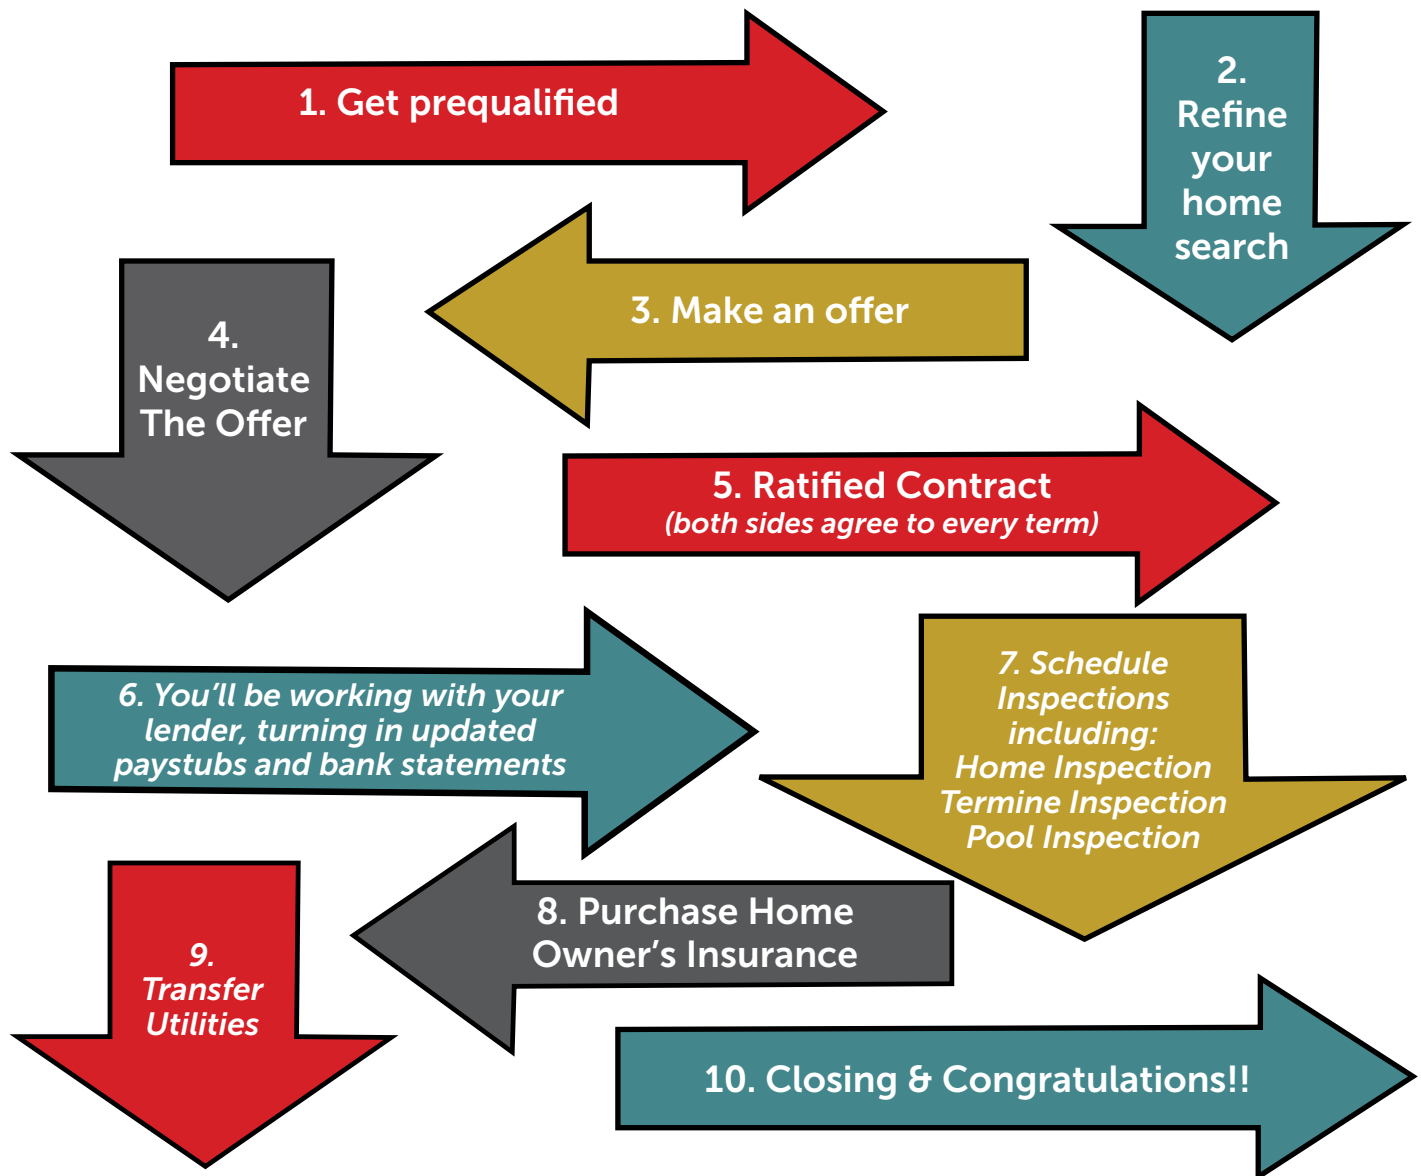 1. Get prequalified
2.
Refine
your
home
search
3. Make an offer
4.
Negotiate
The Offer
5. Ratified Contract
(both sides agree to every term)
6. You’ll be working with your
lender, turning in updated
paystubs and bank statements
7. Schedule
Inspections
including:
Home Inspection
Termine Inspection
Pool Inspection
8. Purchase Home
Owner’s Insurance
9.
Transfer
Utilities
10. Closing & Congratulations!!